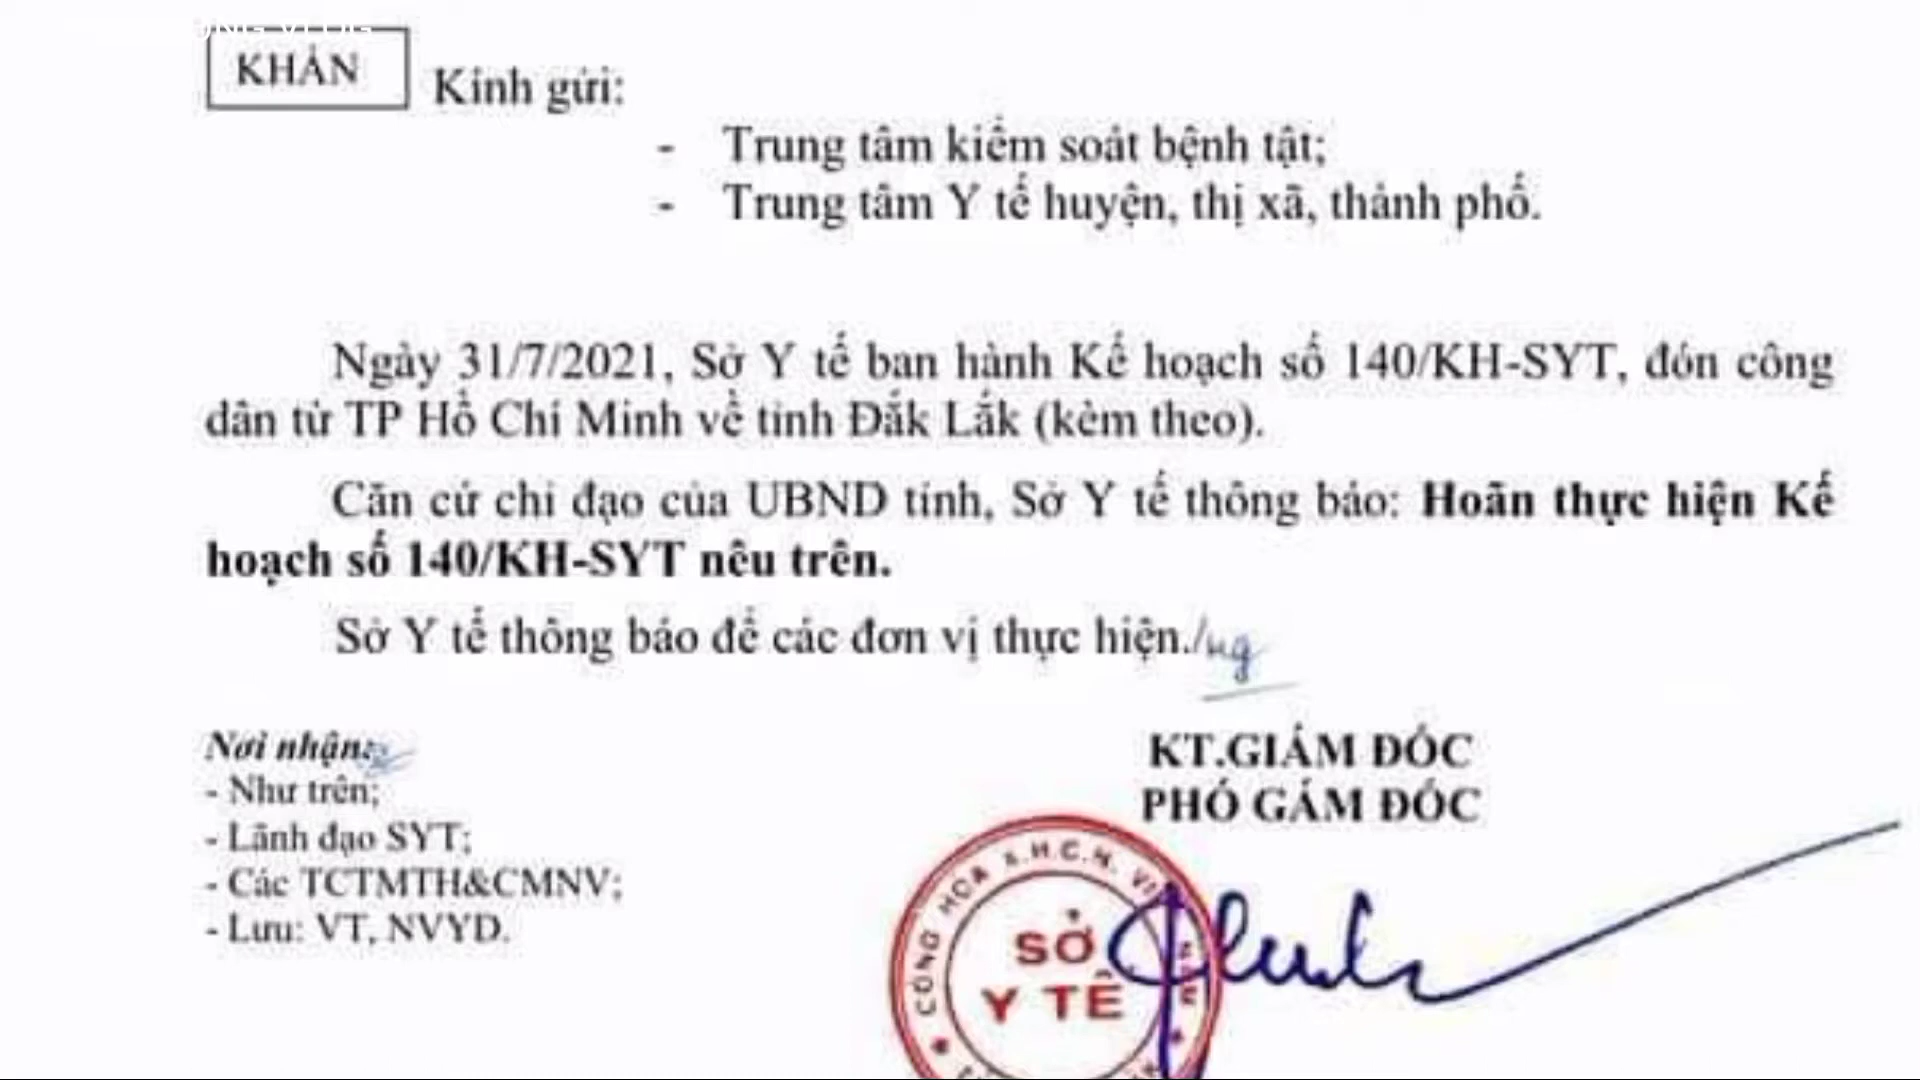 KHẨN
Kính gửi:
- Trung tâm kiểm soát bệnh tật;
- Trung tâm Y tế huyện, thị xã, thành phố.
Ngày 31/7/2021, Sở Y tế ban hành Kế hoạch số 140/KH-SYT, đón công
dân từ TP Hồ Chí Minh về tỉnh Đắk Lắk (kèm theo).
Căn cứ chỉ đạo của UBND tỉnh, Sở Y tế thông báo: Hoãn thực hiện Kế
hoạch số 140/KH-SYT nêu trên.
Sở Y tế thông báo để các đơn vị thực hiện./
Nơi nhận:
- Như trên;
- Lãnh đạo SYT;
- Các TCTMTH&CMNV;
- Lưu: VT, NVYD.
KT.GIÁM ĐỐC
PHÓ GÁM ĐỐC
CỘNG HÒA X.H.C.N. VIỆT NAM
SỞ
Y TẾ